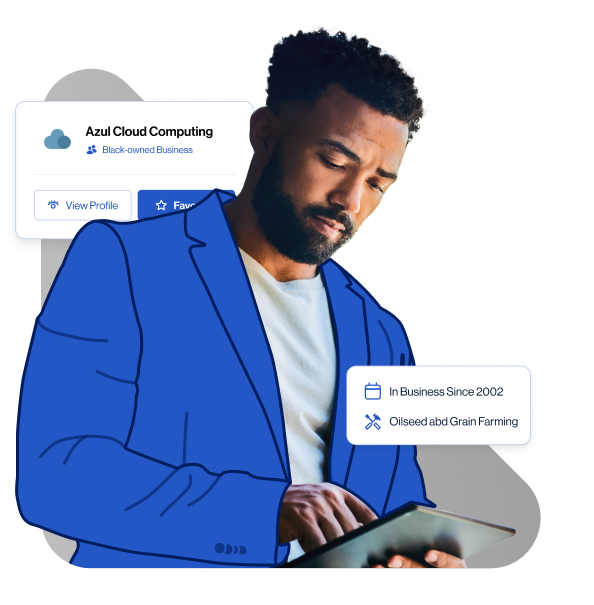 Azul Cloud Computing
Black-owned Business
View Profile
In Business Since 2002
Oilseed abd Grain Farming